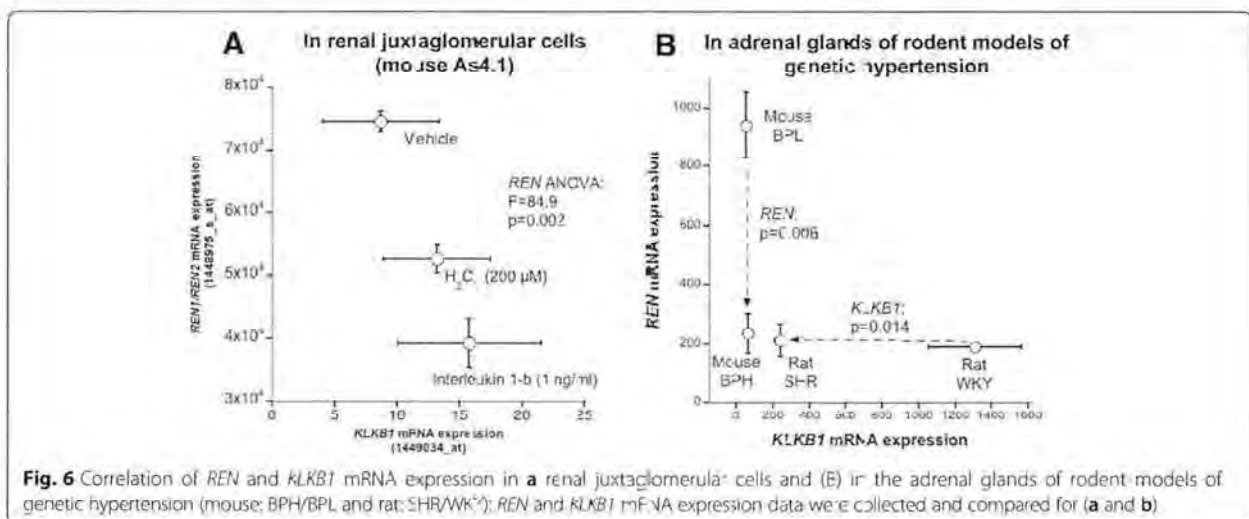 A In renal juxtaglomerular cells
(mouse As4.1)
8x10⁴
7x10⁴
6x10⁴
5x10⁴
4x10⁴
3x10⁴
REN1/REN2 mRNA expression
(1448975_s_at)
Vehicle
REN ANOVA:
F=84.9
p=0.002
(200 µM)
Interleukin 1-b (1 ng/ml)
0 5 10 15 20 25
KLKB1 mRNA expression
(1449034_at)
B In adrenal glands of rodent models of
genetic hypertension
1000
800
600
400
200
0
REN mRNA expression
Mouse
BPL
REN:
p=0.006
KLKB1:
p=0.014
Mouse
BPH
Rat
SHR
Rat
WKY
0 200 400 600 800 1000 1200 1400 1600
KLKB1 mRNA expression
Fig. 6 Correlation of REN and KLKB1 mRNA expression in a renal juxtaglomerular cells and (B) in the adrenal glands of rodent models of
genetic hypertension (mouse: BPH/BPL and rat: SHR/WKY); REN and KLKB1 mRNA expression data were collected and compared for (a and b)